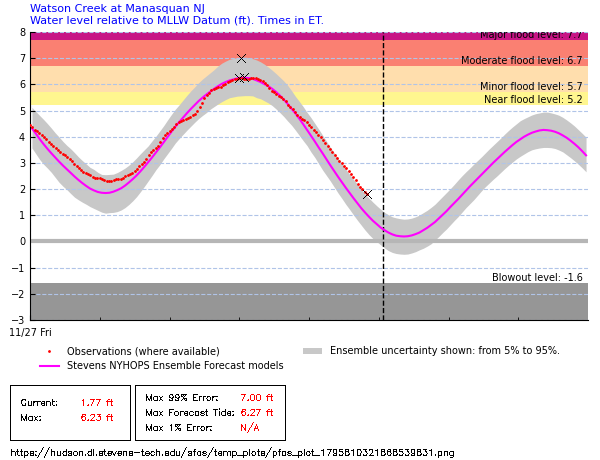 Watson Creek at Manasquan NJ
Water level relative to MLLW Datum (ft). Times in ET.
8
Major flood level: 7.7
7
Moderate flood level: 6.7
6
Minor flood level: 5.7
Near flood level: 5.2
5
4
3
2
1
0
−1
Blowout level: -1.6
−2
−3
11/27 Fri
Observations (where available)
Ensemble uncertainty shown: from 5% to 95%.
Stevens NYHOPS Ensemble Forecast models
Current: 1.77 ft
Max: 6.23 ft
Max 99% Error: 7.00 ft
Max Forecast Tide: 6.27 ft
Max 1% Error: N/A
https://hudson.dl.stevens-tech.edu/sfas/temp_plots/pfas_plot_1795810321868539831.png